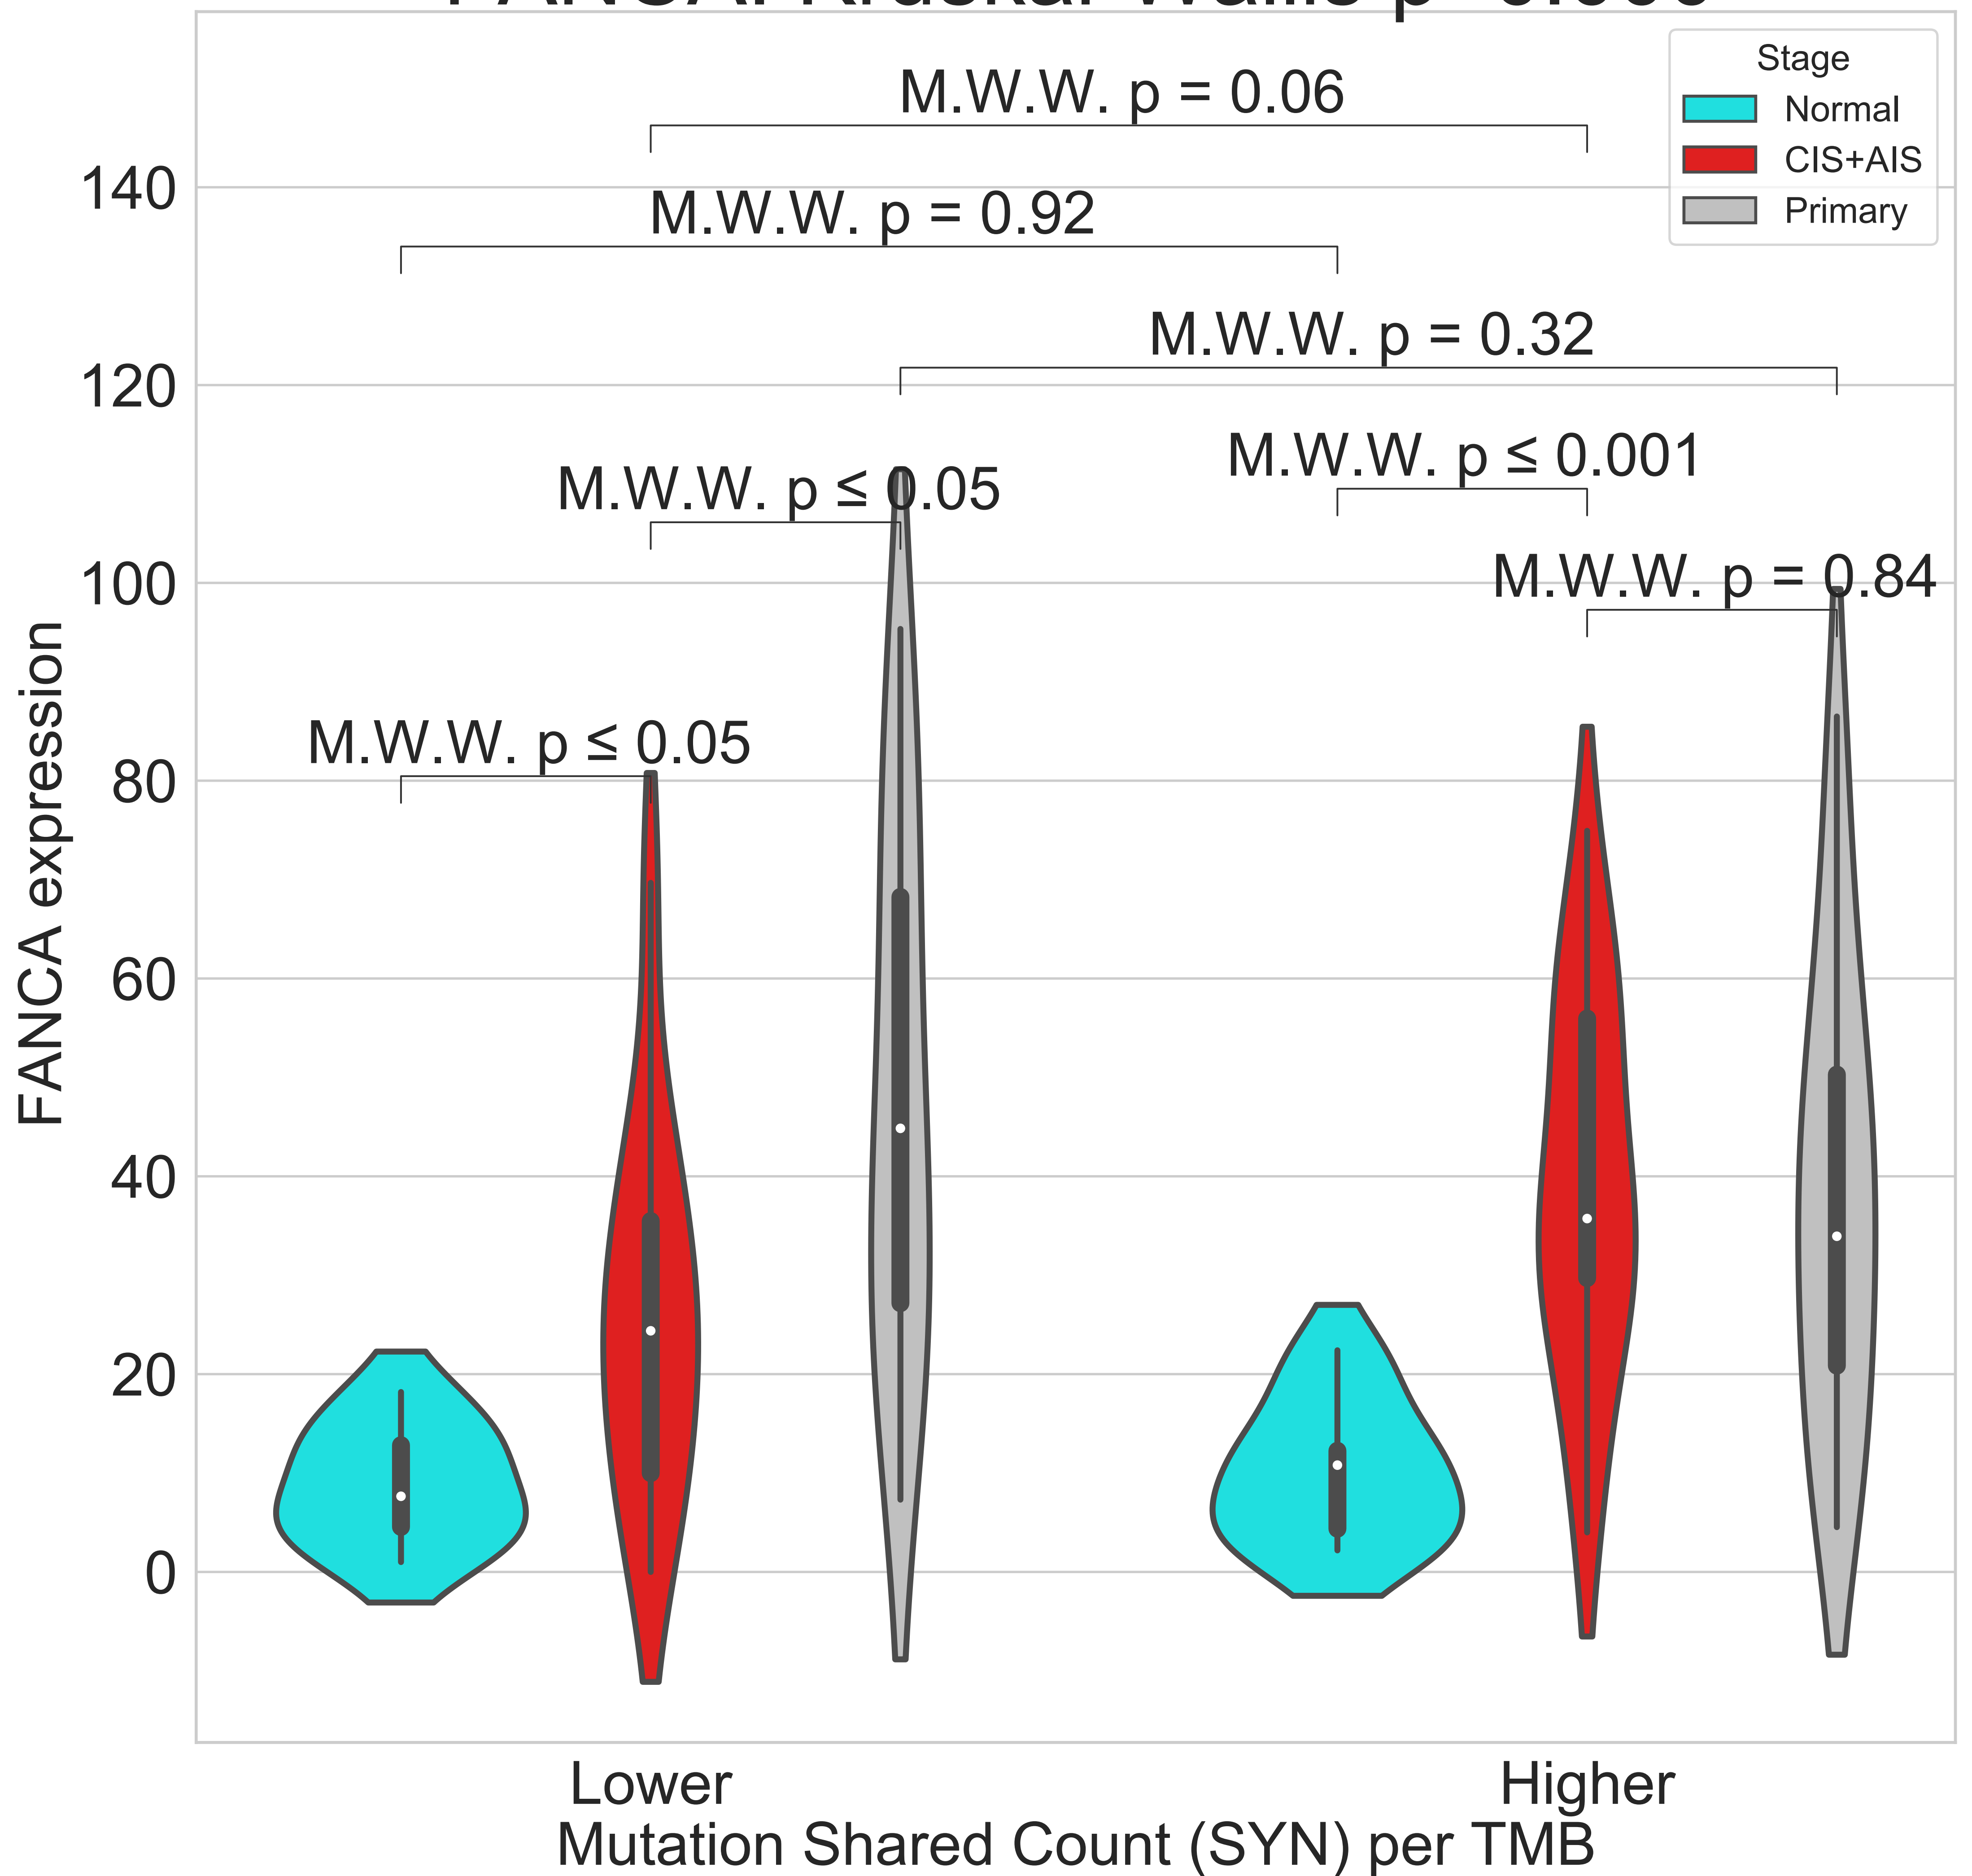 M.W.W. p = 0.06
M.W.W. p = 0.92
M.W.W. p = 0.32
M.W.W. p ≤ 0.001
M.W.W. p ≤ 0.05
M.W.W. p = 0.84
M.W.W. p ≤ 0.05
Stage
Normal
CIS+AIS
Primary
140
120
100
80
60
40
20
0
FANCA expression
Lower
Higher
Mutation Shared Count (SYN) per TMB